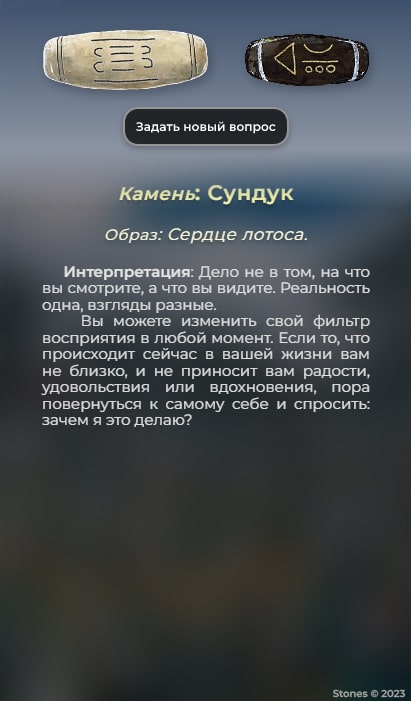 Задать новый вопрос
Камень: Сундук
Образ: Сердце лотоса.
Интерпретация: Дело не в том, на что
вы смотрите, а что вы видите. Реальность
одна, взгляды разные.
Вы можете изменить свой фильтр
восприятия в любой момент. Если то, что
происходит сейчас в вашей жизни вам
не близко, и не приносит вам радости,
удовольствия или вдохновения, пора
повернуться к самому себе и спросить:
зачем я это делаю?
Stones © 2023